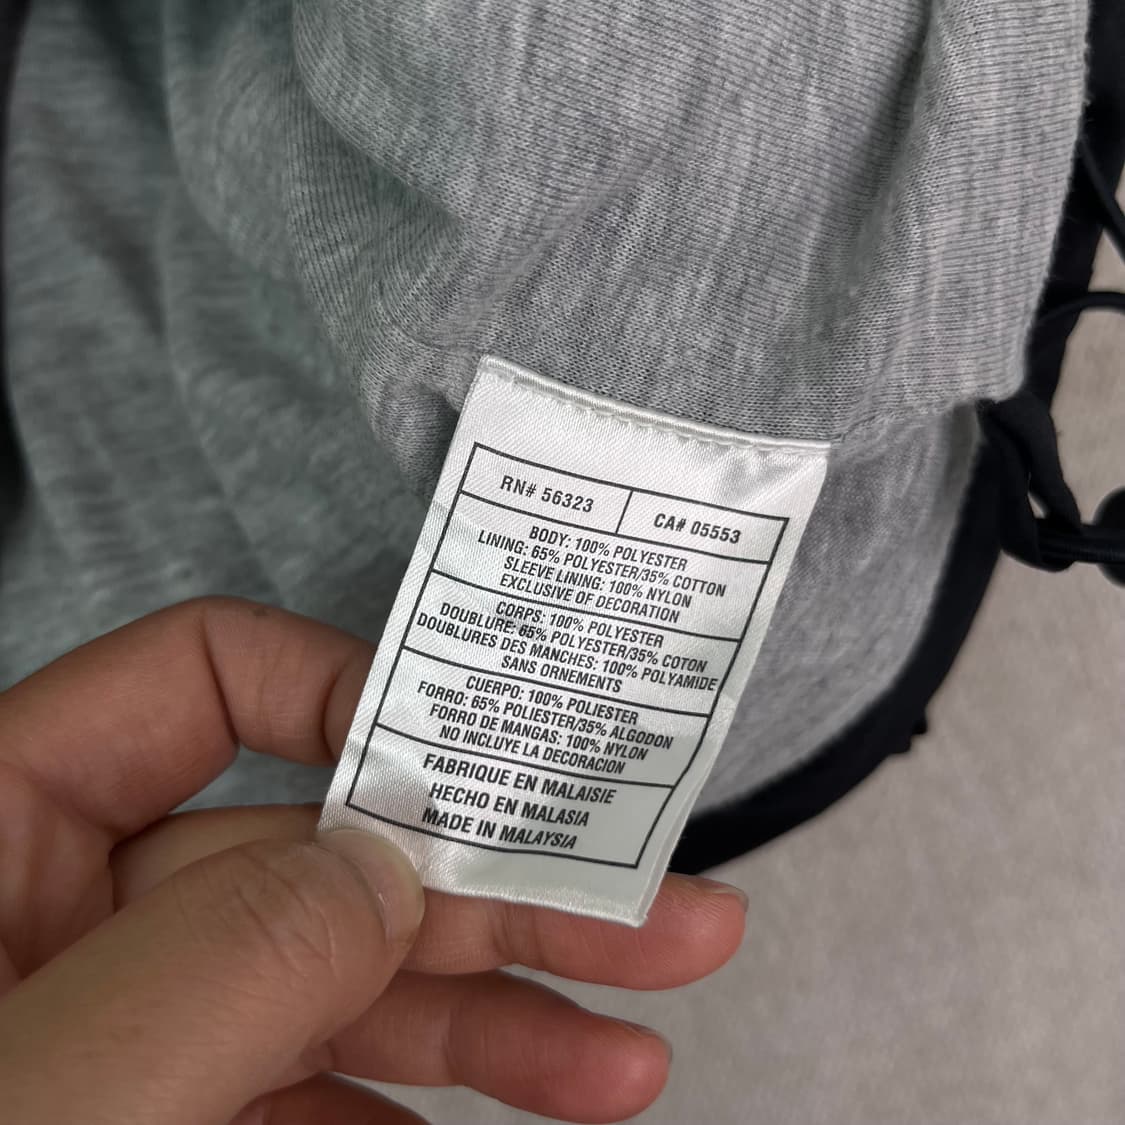 RN# 56323
CA# 05553
BODY: 100% POLYESTER
LINING: 65% POLYESTER/35% COTTON
SLEEVE LINING: 100% NYLON
EXCLUSIVE OF DECORATION
CORPS: 100% POLYESTER
DOUBLURE: 65% POLYESTER/35% COTON
DOUBLURES DES MANCHES: 100% POLYAMIDE
SANS ORNEMENTS
CUERPO: 100% POLIESTER
FORRO: 65% POLIESTER/35% ALGODON
FORRO DE MANGAS: 100% NYLON
NO INCLUYE LA DECORACION
FABRIQUE EN MALAISIE
HECHO EN MALASIA
MADE IN MALAYSIA